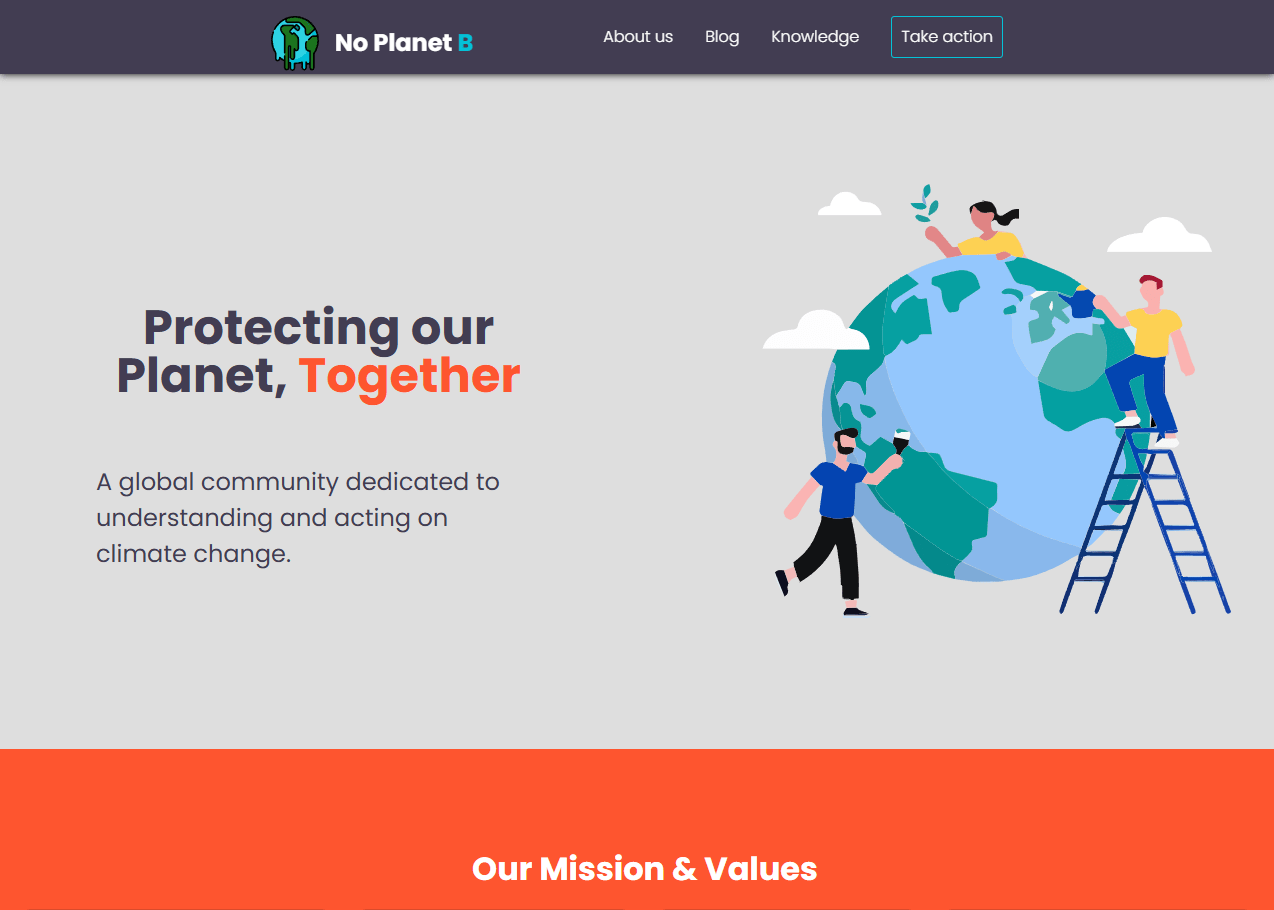 No Planet B
About us
Blog
Knowledge
Take action
Protecting our
Planet, Together
A global community dedicated to
understanding and acting on
climate change.
Our Mission & Values